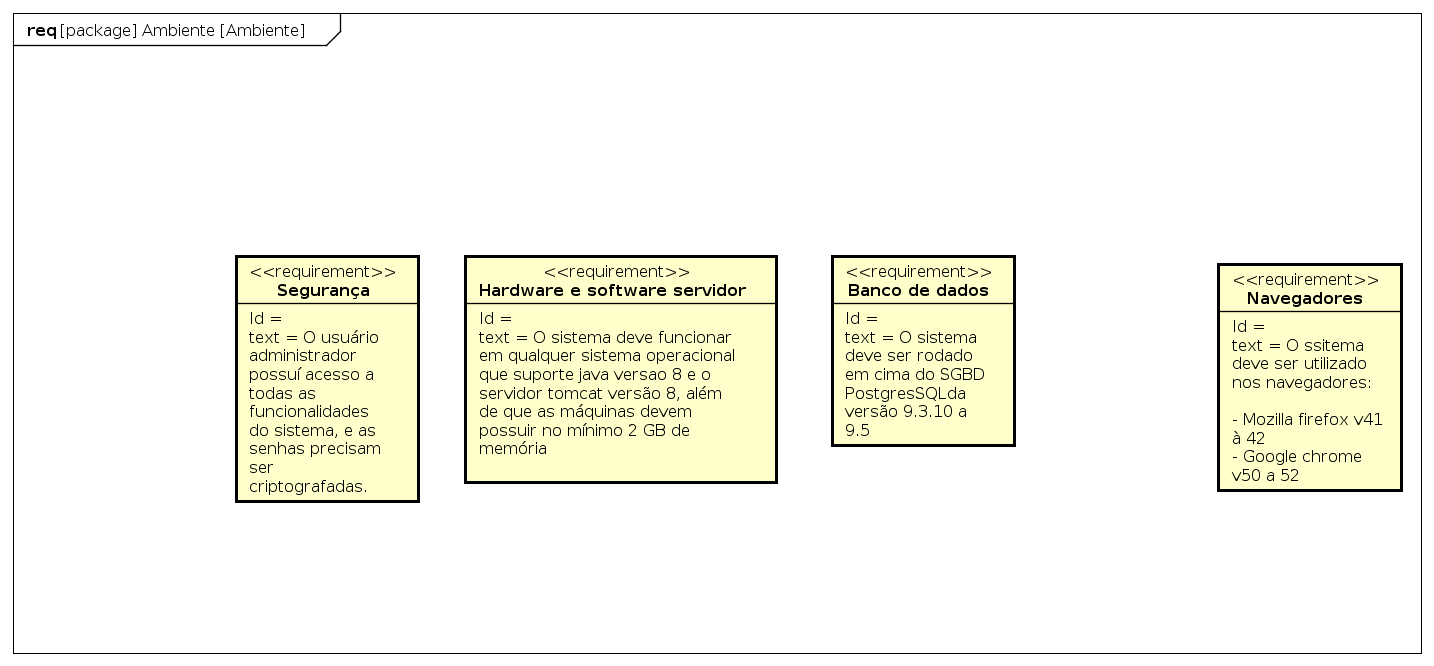 req [package] Ambiente [Ambiente]
<<requirement>>
Segurança
Id =
text = O usuário
administrador
possuí acesso a
todas as
funcionalidades
do sistema, e as
senhas precisam
ser
criptografadas.
<<requirement>>
Hardware e software servidor
Id =
text = O sistema deve funcionar
em qualquer sistema operacional
que suporte java versao 8 e o
servidor tomcat versão 8, além
de que as máquinas devem
possuir no mínimo 2 GB de
memória
<<requirement>>
Banco de dados
Id =
text = O sistema
deve ser rodado
em cima do SGBD
PostgresSQLda
versão 9.3.10 a
9.5
<<requirement>>
Navegadores
Id =
text = O ssitema
deve ser utilizado
nos navegadores:
- Mozilla firefox v41
à 42
- Google chrome
v50 a 52